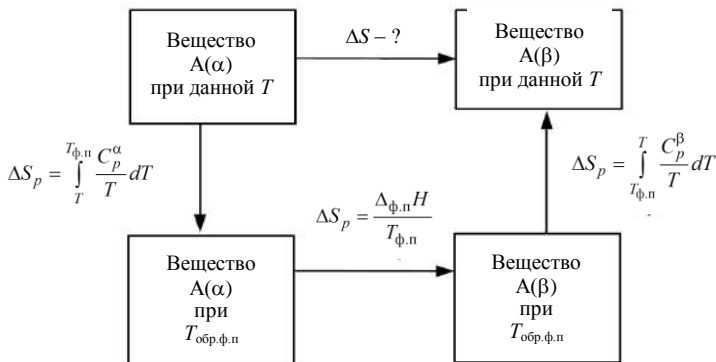 Вещество
A(α)
при данной T
ΔS – ?
Вещество
A(β)
при данной T
ΔS_p = ∫_T^{T_ф.п} C_p^α / T dT
ΔS_p = Δ_ф.п H / T_ф.п
ΔS_p = ∫_{T_ф.п}^T C_p^β / T dT
Вещество
A(α)
при
T_обр.ф.п
Вещество
A(β)
при
T_обр.ф.п